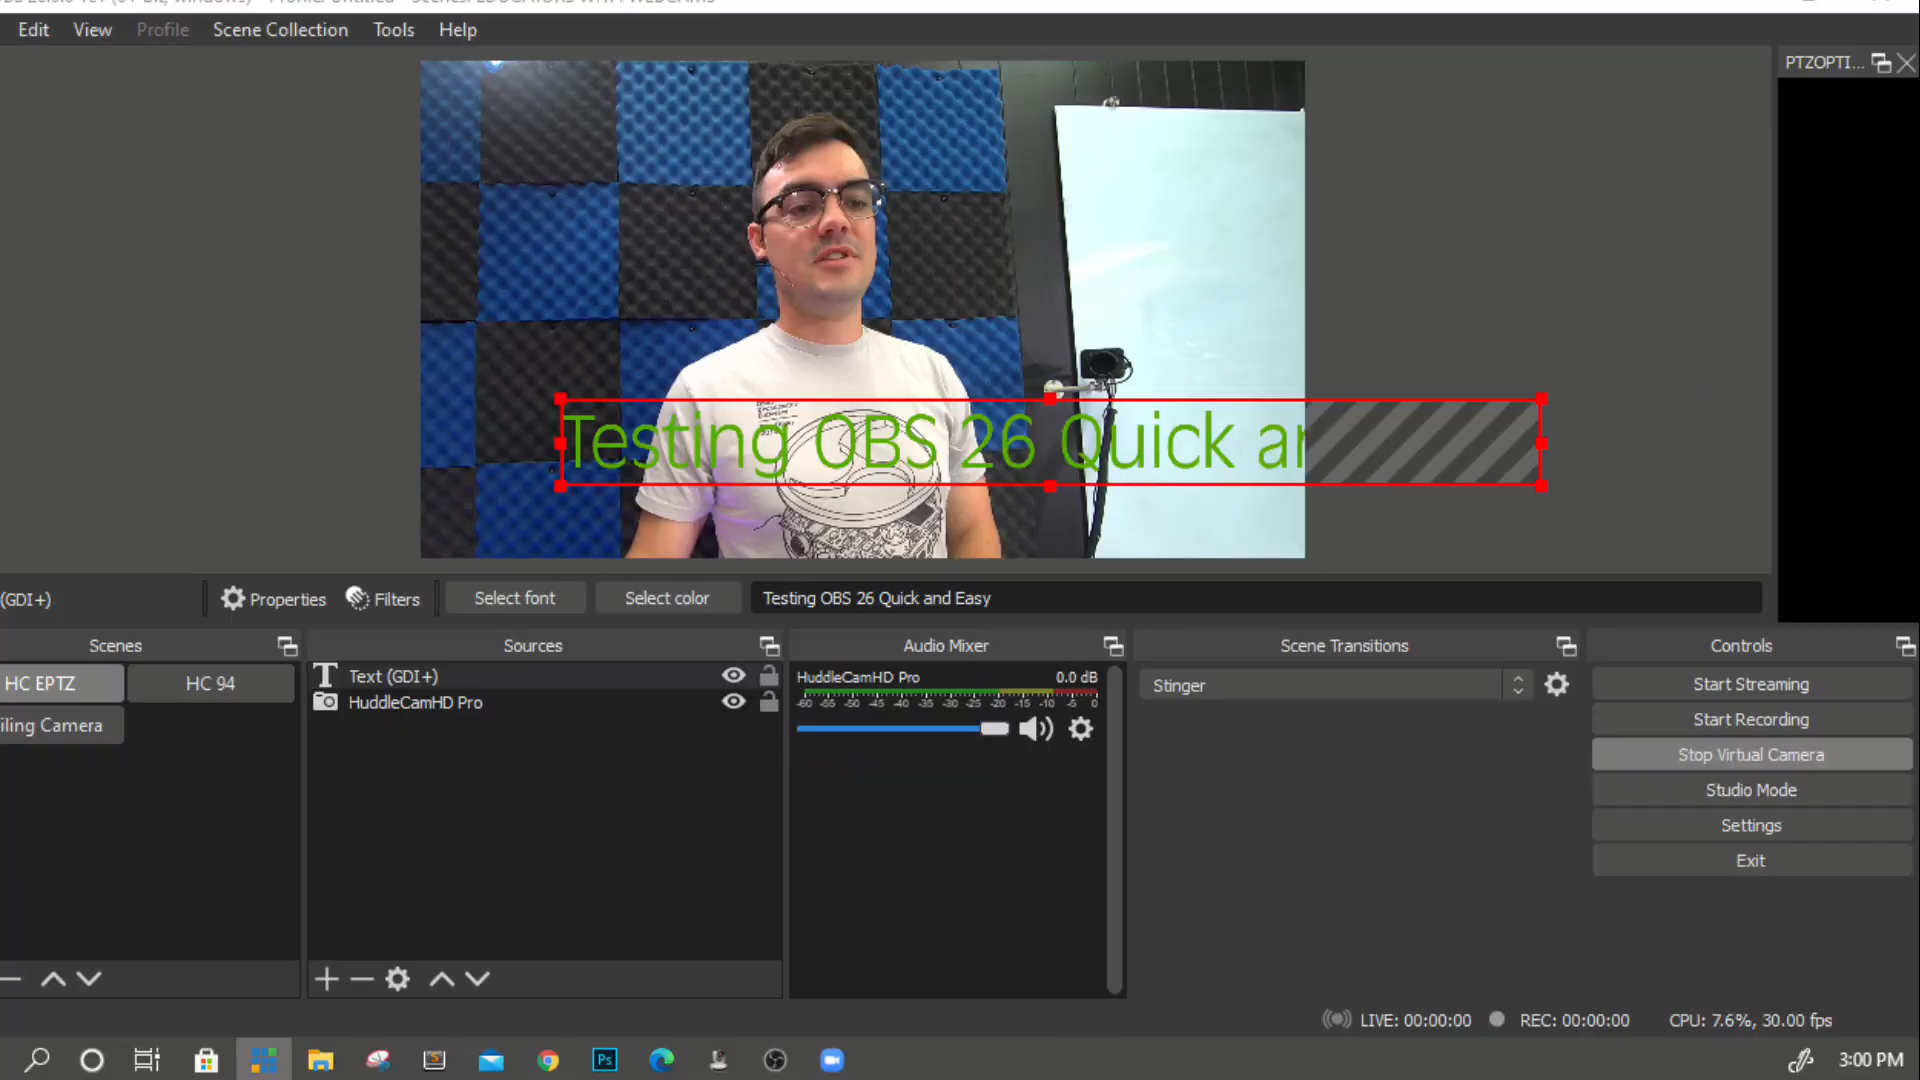 Edit View Profile Scene Collection Tools Help
PTZOPTI...
Testing OBS 26 Quick ar
(GDI+) Properties Filters Select font Select color Testing OBS 26 Quick and Easy
Scenes Sources Audio Mixer Scene Transitions Controls
HC EPTZ HC 94
iling Camera
Text (GDI+)
HuddleCamHD Pro
HuddleCamHD Pro 0.0 dB
-60 -55 -50 -45 -40 -35 -30 -25 -20 -15 -10 -5 0
Stinger
Start Streaming
Start Recording
Stop Virtual Camera
Studio Mode
Settings
Exit
LIVE: 00:00:00 REC: 00:00:00 CPU: 7.6%, 30.00 fps
Ps
3:00 PM